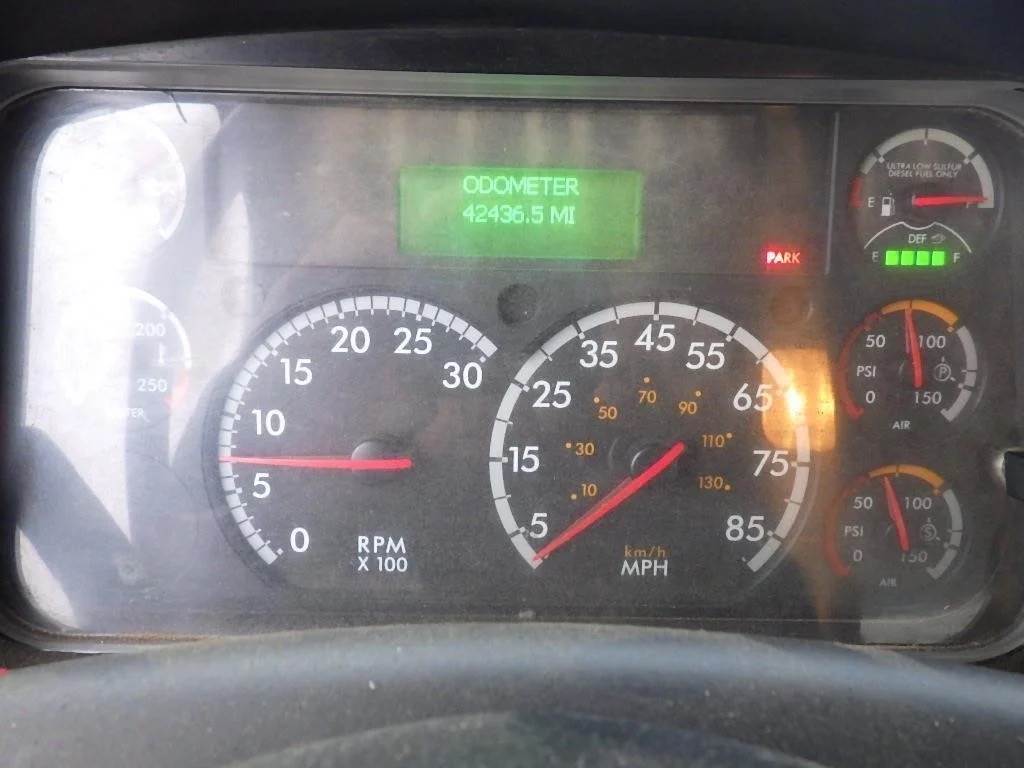 ODOMETER
42436.5 MI
PARK
ULTRA LOW SULFUR
DIESEL FUEL ONLY
E
DEF
E F
200
250
0
5
10
15
20
25
30
RPM
X 100
5
15
25
35
45
55
65
75
85
10
30
50
70
90
110
130
km/h
MPH
50 100
PSI P
0 150
AIR
50 100
PSI S
0 150
AIR